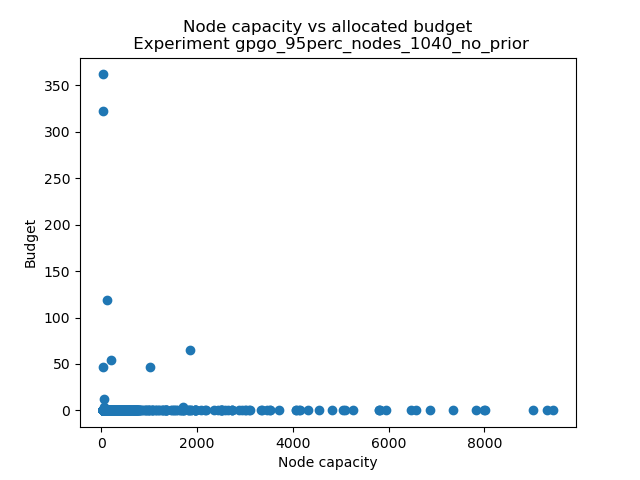 Node capacity vs allocated budget
Experiment gpgo_95perc_nodes_1040_no_prior
350
300
250
200
150
100
50
0
Budget
0 2000 4000 6000 8000
Node capacity